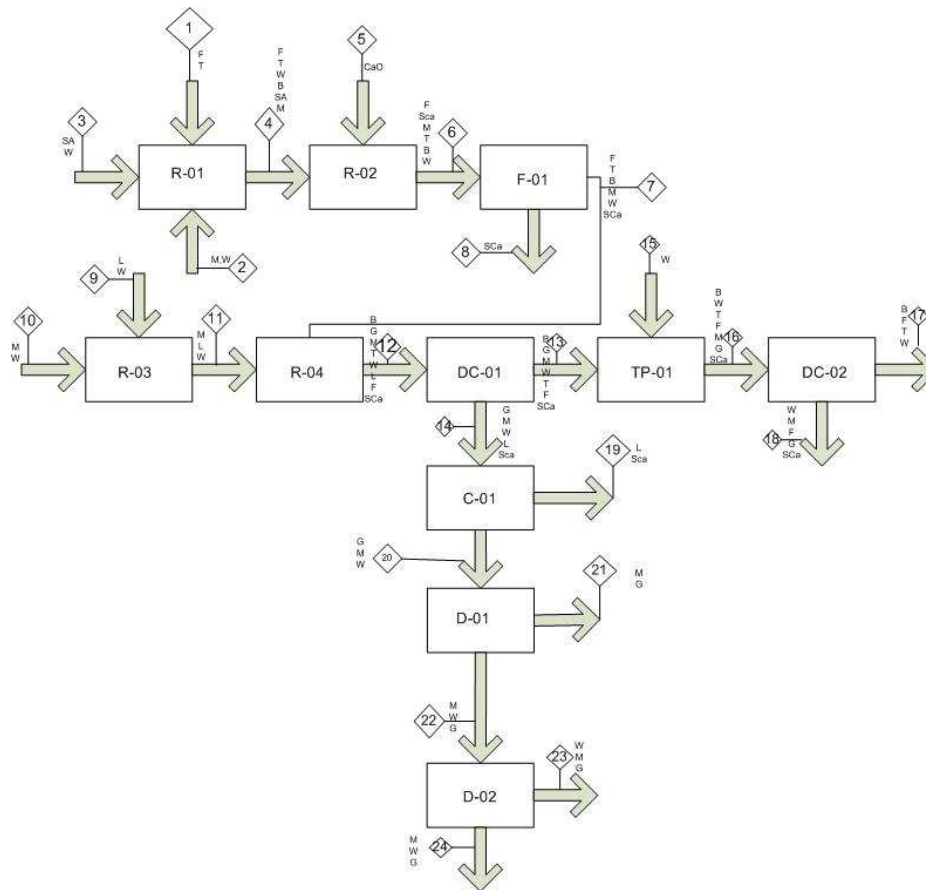 1
F
T
5
CaO
F
T
W
B
SA
M
3
SA
W
4
F
Sca
M
T
B
W
6
R-01
R-02
F-01
F
T
B
M
W
SCa
7
8
SCa
M,W
2
L
W
9
15
W
10
M
W
M
L
W
11
B
G
M
T
W
L
F
SCa
12
B
G
M
W
T
F
SCa
13
B
W
T
F
M
G
SCa
16
B
F
T
W
17
R-03
R-04
DC-01
TP-01
DC-02
14
G
M
W
L
Sca
W
M
F
G
SCa
18
19
L
Sca
C-01
G
M
W
20
21
M
G
D-01
22
M
W
G
23
W
M
G
D-02
M
W
G
24